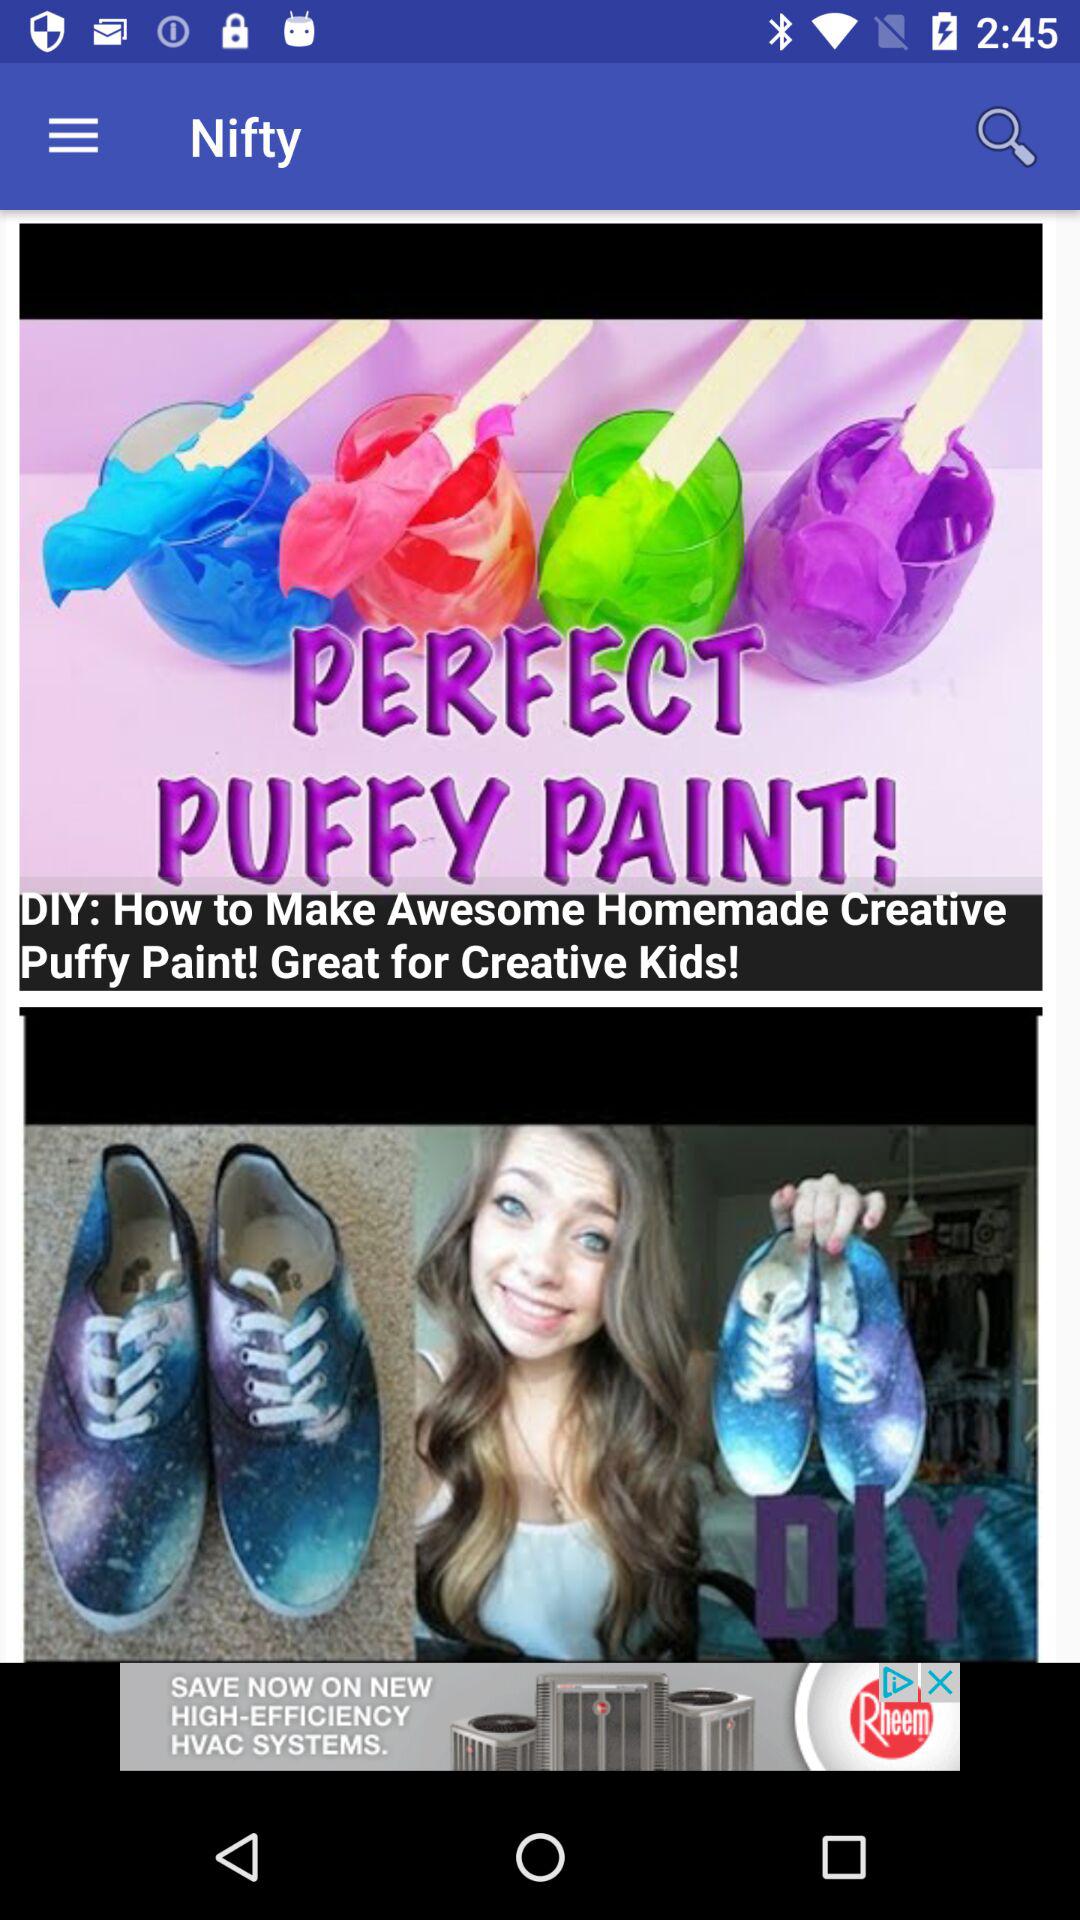 2:45
Nifty
PERFECT
PUFFY PAINT!
DIY: How to Make Awesome Homemade Creative
Puffy Paint! Great for Creative Kids!
DIY
SAVE NOW ON NEW
HIGH-EFFICIENCY
HVAC SYSTEMS.
Rheem